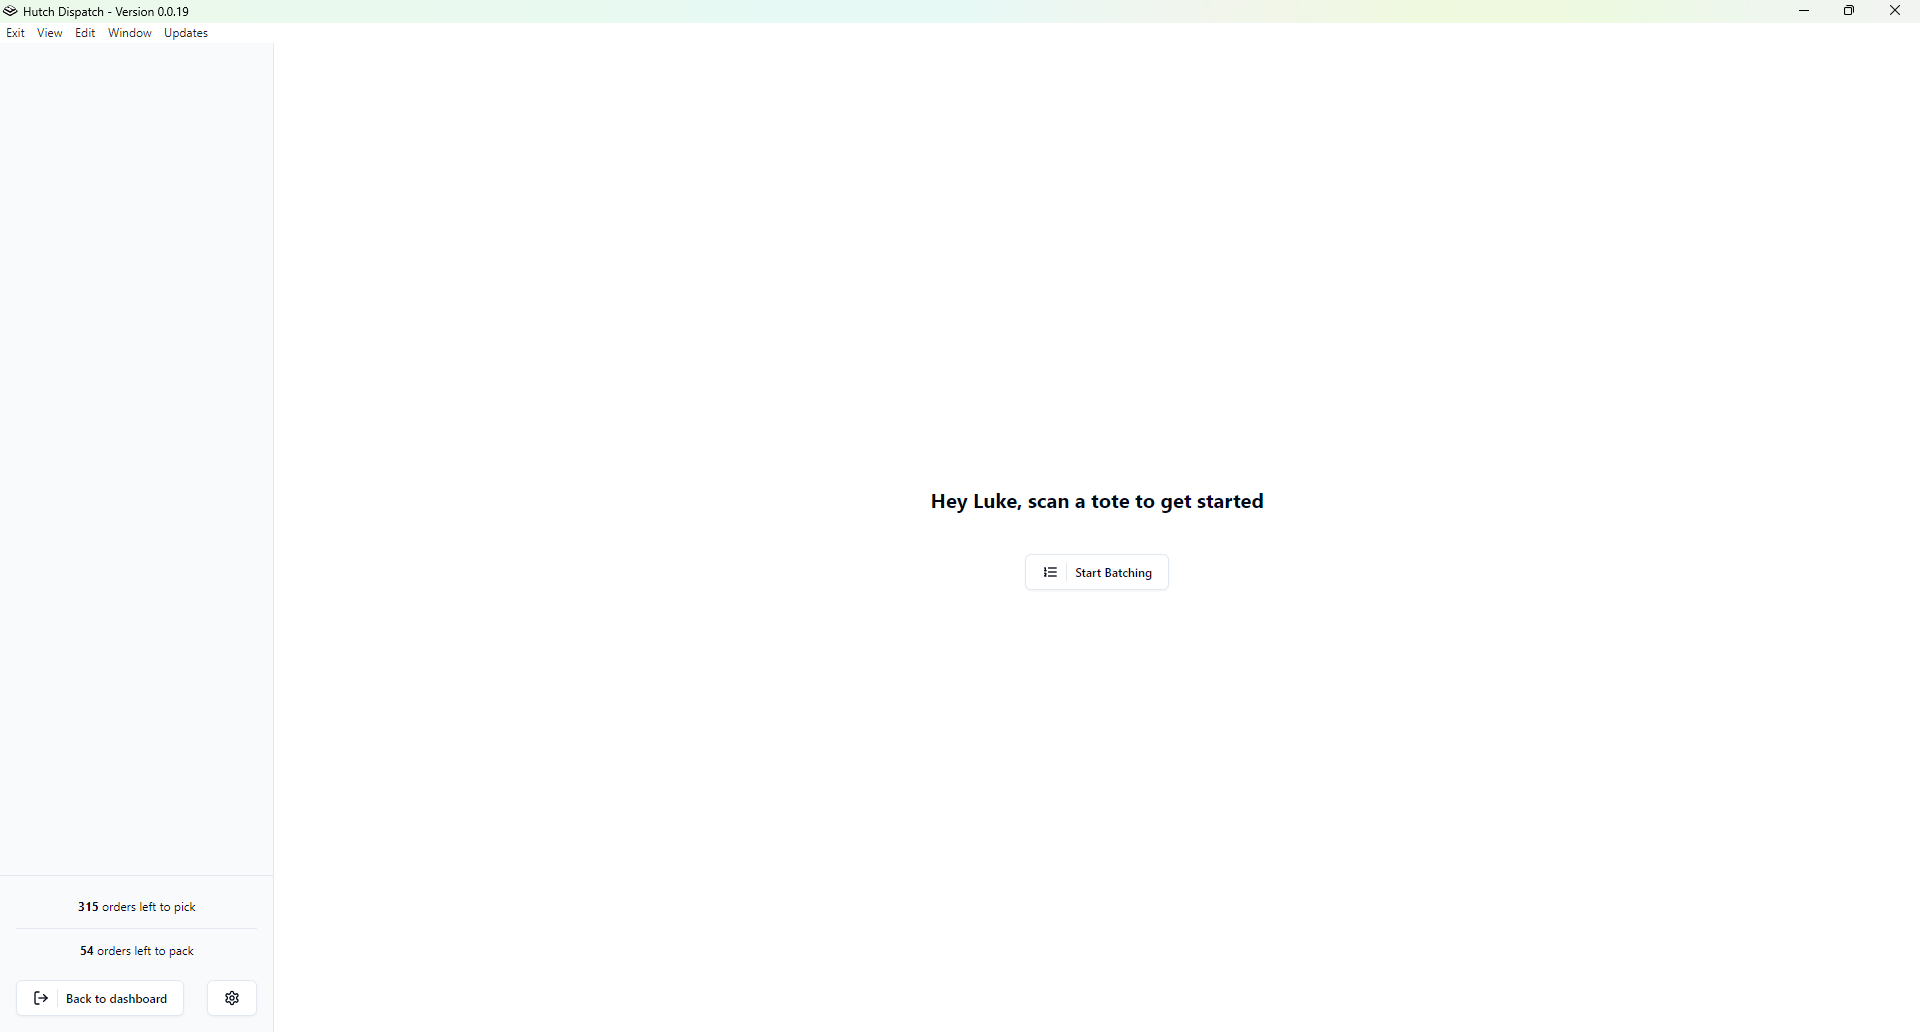 Hutch Dispatch - Version 0.0.19
Exit View Edit Window Updates
Hey Luke, scan a tote to get started
Start Batching
315 orders left to pick
54 orders left to pack
Back to dashboard